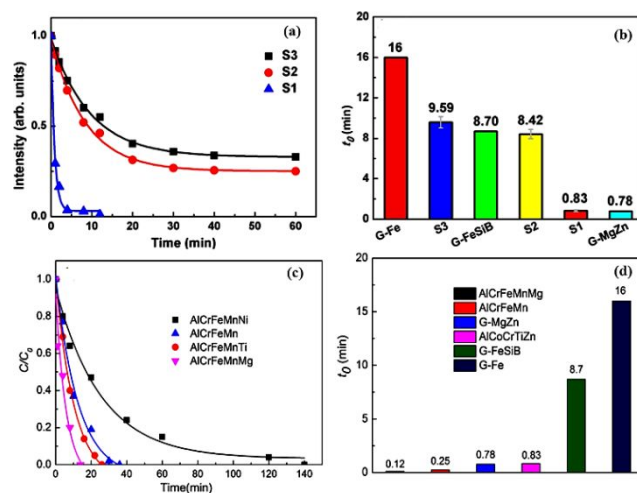 (a)
Intensity (arb. units)
1.0
0.5
0.0
S3
S2
S1
0 10 20 30 40 50 60
Time (min)
(b)
t₀ (min)
20
16
12
8
4
0
16
9.59
8.70
8.42
0.83
0.78
G-Fe
S3
G-FeSiB
S2
S1
G-MgZn
(c)
C/C₀
1.0
0.8
0.6
0.4
0.2
0.0
AlCrFeMnNi
AlCrFeMn
AlCrFeMnTi
AlCrFeMnMg
0 20 40 60 80 100 120 140
Time(min)
(d)
t₀ (min)
20
15
10
5
0
AlCrFeMnMg
AlCrFeMn
G-MgZn
AlCoCrTiZn
G-FeSiB
G-Fe
0.12
0.25
0.78
0.83
8.7
16